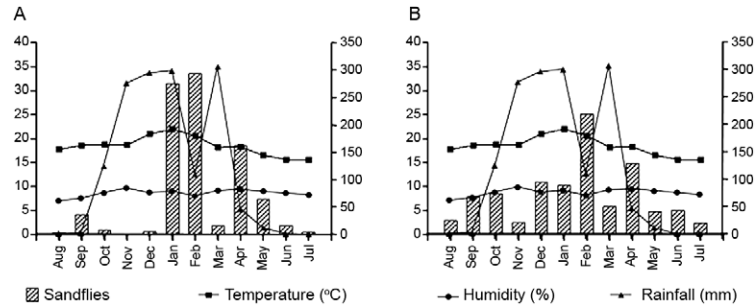 A B
40 350 40 350
35 300 35 300
30 250 30 250
25 200 25 200
20 150 20 150
15 100 15 100
10 50 10 50
5 0 5 0
0 0
Aug Sep Oct Nov Dec Jan Feb Mar Apr May Jun Jul Aug Sep Oct Nov Dec Jan Feb Mar Apr May Jun Jul
Sandflies Temperature (°C) Humidity (%) Rainfall (mm)